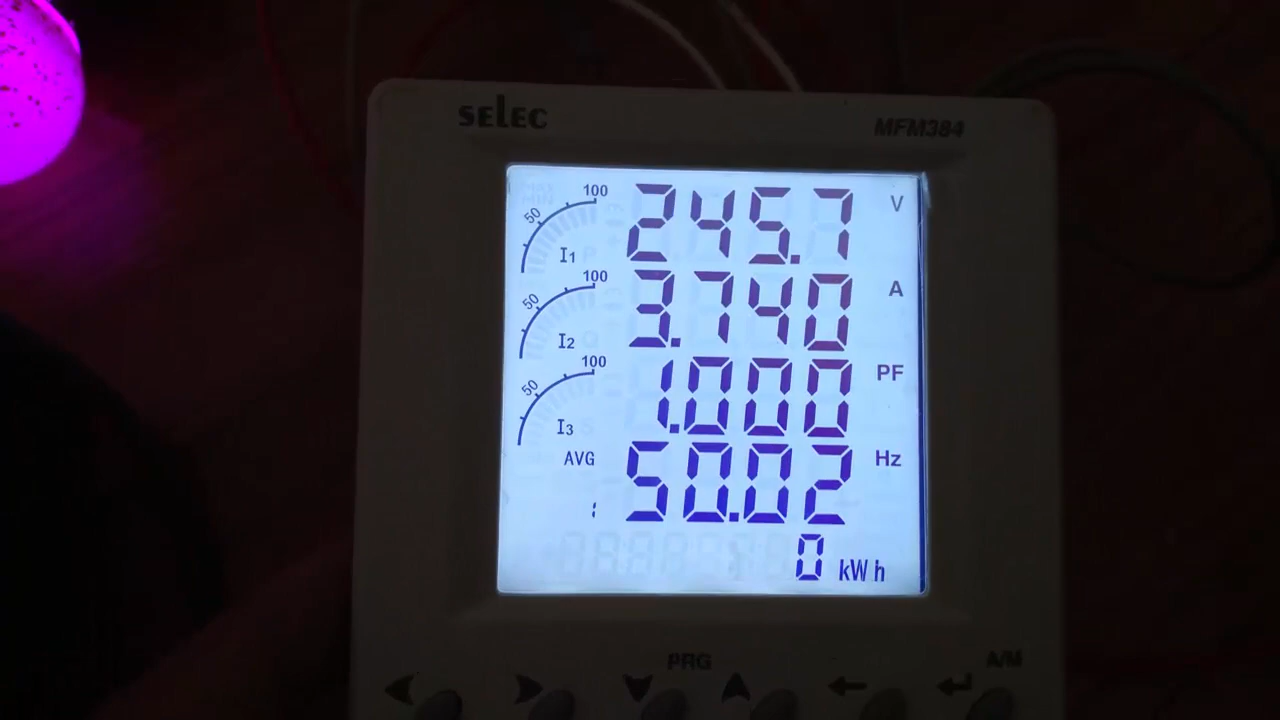 SELEC
MFM384
50 100 I1 245.7 V
50 100 I2 3.740 A
50 100 I3 1.000 PF
AVG 50.02 Hz
0 kWh
PRG
A/M